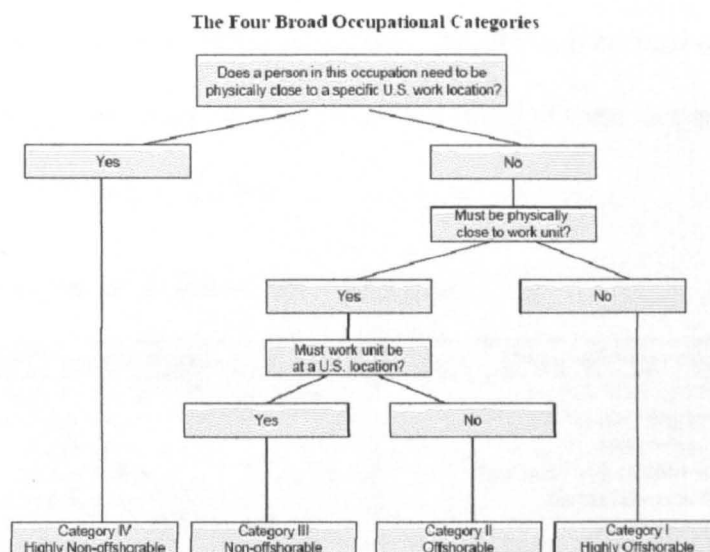 The Four Broad Occupational Categories
Does a person in this occupation need to be
physically close to a specific U.S. work location?
Yes
No
Must be physically
close to work unit?
Yes
No
Must work unit be
at a U.S. location?
Yes
No
Category IV
Highly Non-offshorable
Category III
Non-offshorable
Category II
Offshorable
Category I
Highly Offshorable